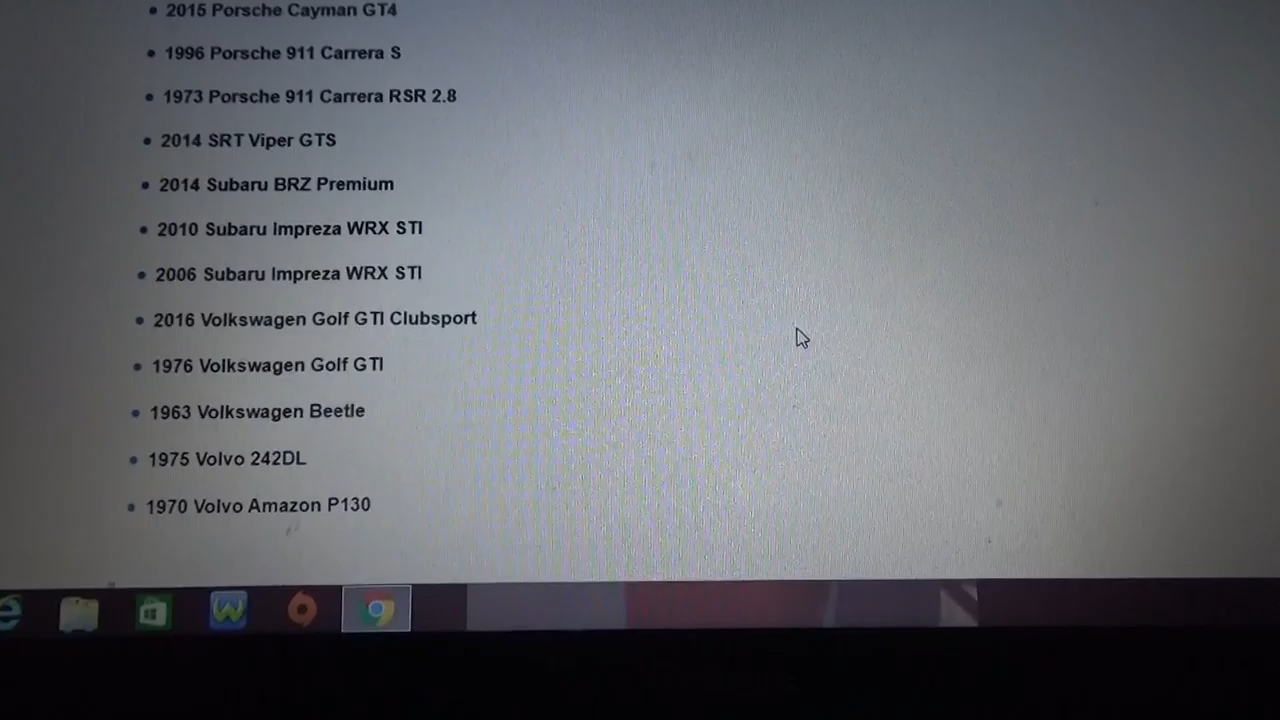 2015 Porsche Cayman GT4
1996 Porsche 911 Carrera S
1973 Porsche 911 Carrera RSR 2.8
2014 SRT Viper GTS
2014 Subaru BRZ Premium
2010 Subaru Impreza WRX STI
2006 Subaru Impreza WRX STI
2016 Volkswagen Golf GTI Clubsport
1976 Volkswagen Golf GTI
1963 Volkswagen Beetle
1975 Volvo 242DL
1970 Volvo Amazon P130